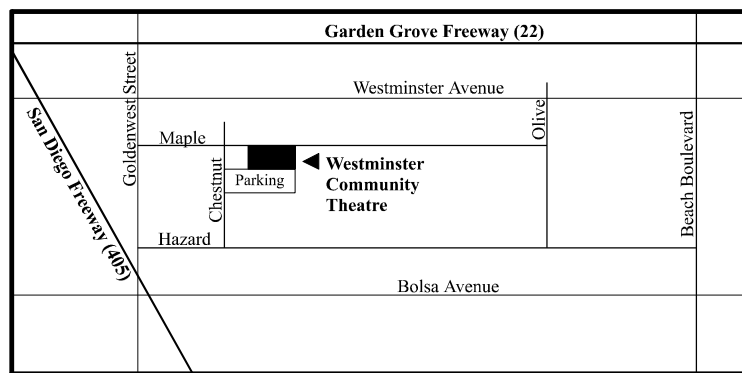 Garden Grove Freeway (22)
Goldenwest Street
Westminster Avenue
San Diego Freeway (405)
Olive
Beach Boulevard
Maple
Westminster
Community
Theatre
Parking
Chestnut
Hazard
Bolsa Avenue